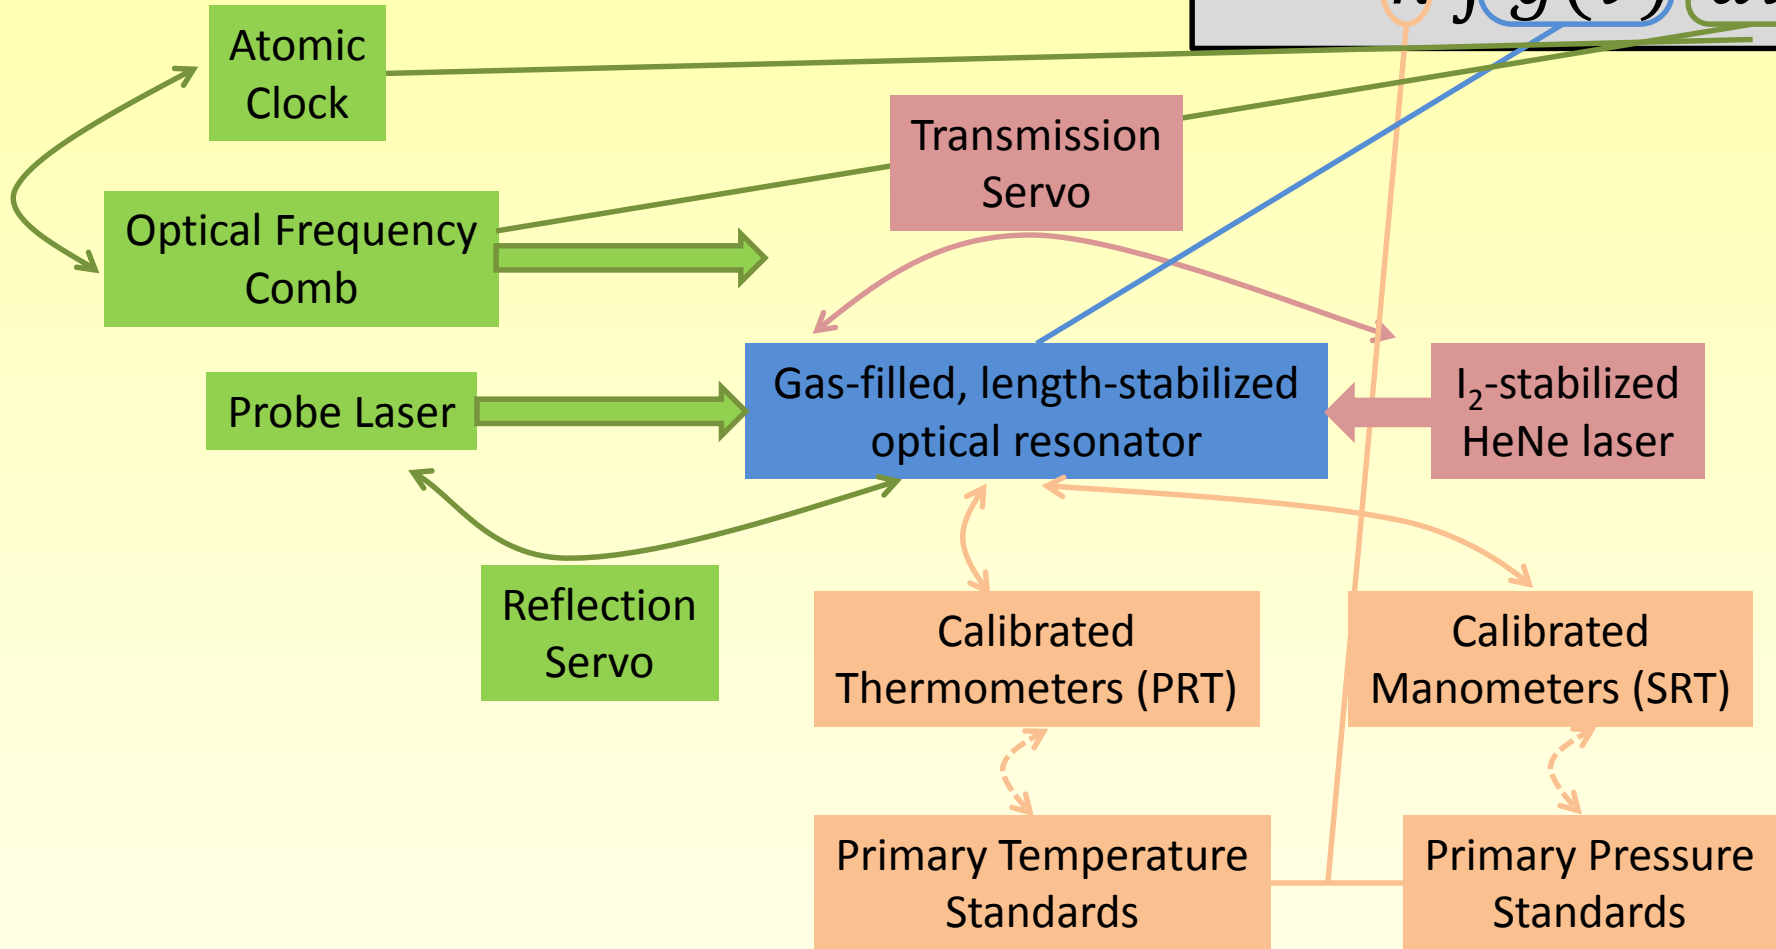 Atomic
Clock
Transmission
Servo
Optical Frequency
Comb
Gas-filled, length-stabilized
optical resonator
I₂-stabilized
HeNe laser
Probe Laser
Reflection
Servo
Calibrated
Thermometers (PRT)
Calibrated
Manometers (SRT)
Primary Temperature
Standards
Primary Pressure
Standards